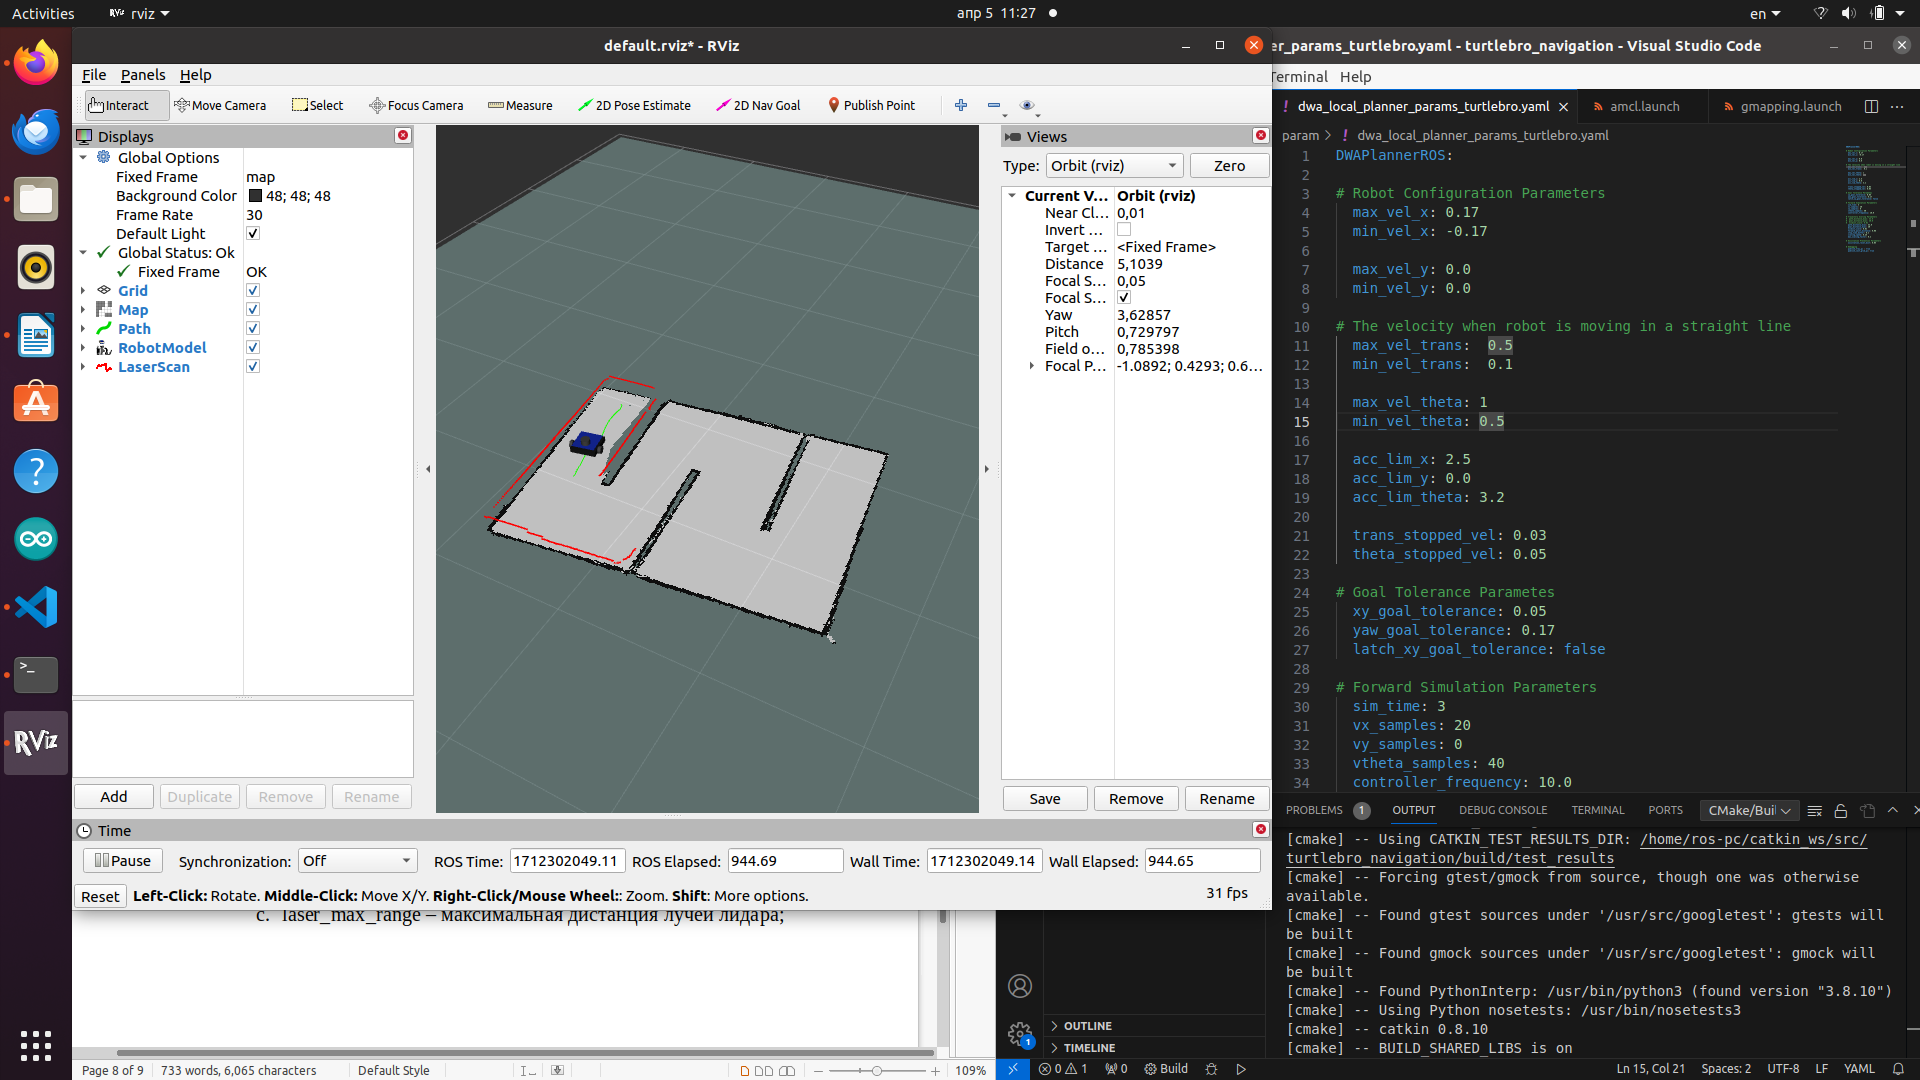 Activities
rviz
апр 5 11:27
en
default.rviz* - RViz
File Panels Help
Interact
Move Camera
Select
Focus Camera
Measure
2D Pose Estimate
2D Nav Goal
Publish Point
Displays
Global Options
Fixed Frame map
Background Color 48; 48; 48
Frame Rate 30
Default Light
Global Status: Ok
Fixed Frame OK
Grid
Map
Path
RobotModel
LaserScan
Add
Duplicate
Remove
Rename
Views
Type: Orbit (rviz) Zero
Current V... Orbit (rviz)
Near Cl... 0,01
Invert ...
Target ... <Fixed Frame>
Distance 5,1039
Focal S... 0,05
Focal S...
Yaw 3,62857
Pitch 0,729797
Field o... 0,785398
Focal P... -1.0892; 0.4293; 0.6...
Save
Remove
Rename
Time
Pause
Synchronization: Off
ROS Time: 1712302049.11
ROS Elapsed: 944.69
Wall Time: 1712302049.14
Wall Elapsed: 944.65
Reset
Left-Click: Rotate. Middle-Click: Move X/Y. Right-Click/Mouse Wheel:: Zoom. Shift: More options.
31 fps
RViz
c. laser_max_range – максимальная дистанция лучей лидара;
Page 8 of 9
733 words, 6,065 characters
Default Style
109%
er_params_turtlebro.yaml - turtlebro_navigation - Visual Studio Code
Terminal Help
! dwa_local_planner_params_turtlebro.yaml
amcl.launch
gmapping.launch
param > ! dwa_local_planner_params_turtlebro.yaml
1 DWAPlannerROS:
2
3 # Robot Configuration Parameters
4 max_vel_x: 0.17
5 min_vel_x: -0.17
6
7 max_vel_y: 0.0
8 min_vel_y: 0.0
9
10 # The velocity when robot is moving in a straight line
11 max_vel_trans:  0.5
12 min_vel_trans:  0.1
13
14 max_vel_theta: 1
15 min_vel_theta: 0.5
16
17 acc_lim_x: 2.5
18 acc_lim_y: 0.0
19 acc_lim_theta: 3.2
20
21 trans_stopped_vel: 0.03
22 theta_stopped_vel: 0.05
23
24 # Goal Tolerance Parametes
25 xy_goal_tolerance: 0.05
26 yaw_goal_tolerance: 0.17
27 latch_xy_goal_tolerance: false
28
29 # Forward Simulation Parameters
30 sim_time: 3
31 vx_samples: 20
32 vy_samples: 0
33 vtheta_samples: 40
34 controller_frequency: 10.0
PROBLEMS 1
OUTPUT
DEBUG CONSOLE
TERMINAL
PORTS
CMake/Buil
[cmake] -- Using CATKIN_TEST_RESULTS_DIR: /home/ros-pc/catkin_ws/src/
turtlebro_navigation/build/test_results
[cmake] -- Forcing gtest/gmock from source, though one was otherwise
available.
[cmake] -- Found gtest sources under '/usr/src/googletest': gtests will
be built
[cmake] -- Found gmock sources under '/usr/src/googletest': gmock will
be built
[cmake] -- Found PythonInterp: /usr/bin/python3 (found version "3.8.10")
[cmake] -- Using Python nosetests: /usr/bin/nosetests3
[cmake] -- catkin 0.8.10
[cmake] -- BUILD_SHARED_LIBS is on
OUTLINE
TIMELINE
1
0 1
0
Build
Ln 15, Col 21
Spaces: 2
UTF-8
LF
YAML